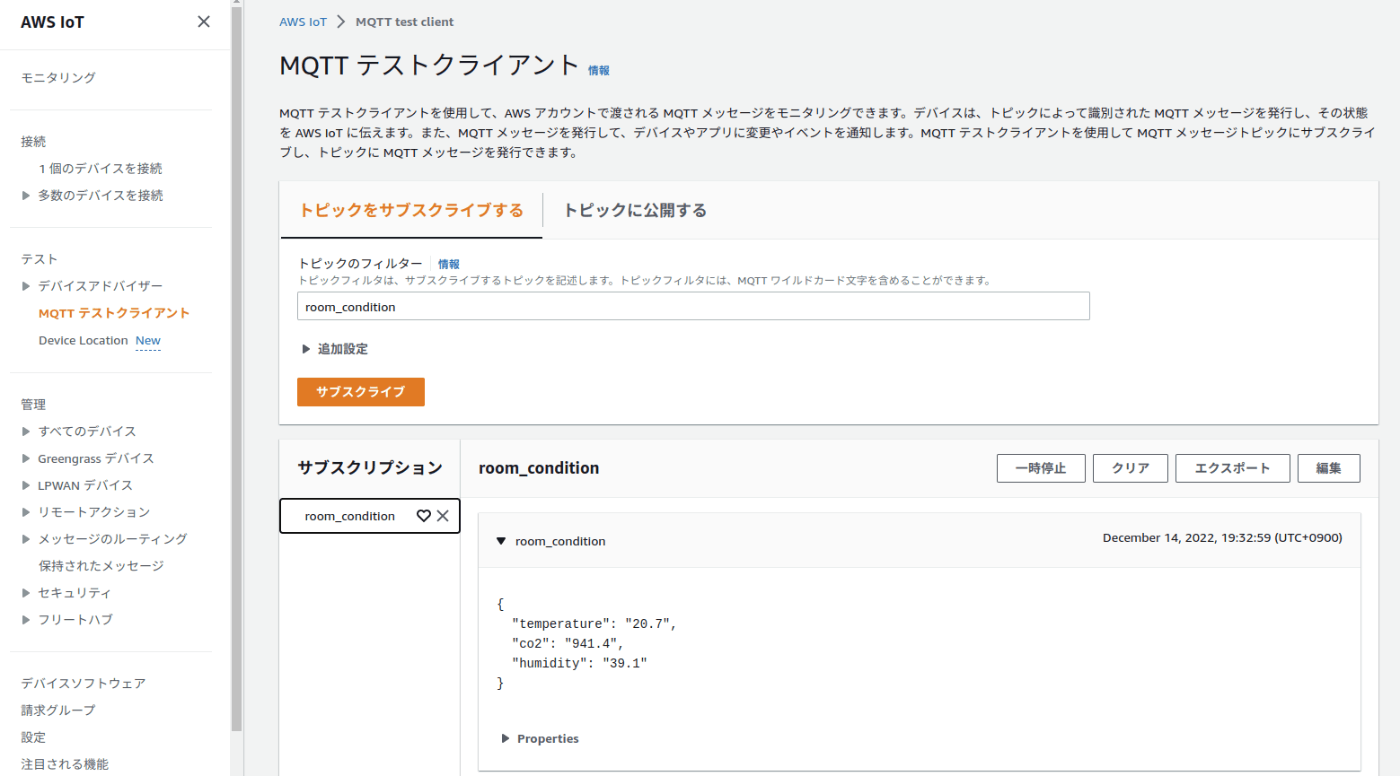 AWS IoT
モニタリング
接続
1 個のデバイスを接続
多数のデバイスを接続
テスト
デバイスアドバイザー
MQTT テストクライアント
Device Location New
管理
すべてのデバイス
Greengrass デバイス
LPWAN デバイス
リモートアクション
メッセージのルーティング
保持されたメッセージ
セキュリティ
フリートハブ
デバイスソフトウェア
請求グループ
設定
注目される機能
AWS IoT MQTT test client
MQTT テストクライアント 情報
MQTT テストクライアントを使用して、AWS アカウントで渡される MQTT メッセージをモニタリングできます。デバイスは、トピックによって識別された MQTT メッセージを発行し、その状態
を AWS IoT に伝えます。また、MQTT メッセージを発行して、デバイスやアプリに変更やイベントを通知します。MQTT テストクライアントを使用して MQTT メッセージトピックにサブスクライ
ブし、トピックに MQTT メッセージを発行できます。
トピックをサブスクライブする トピックに公開する
トピックのフィルター 情報
トピックフィルタは、サブスクライブするトピックを記述します。トピックフィルタには、MQTT ワイルドカード文字を含めることができます。
room_condition
追加設定
サブスクライブ
サブスクリプション
room_condition
room_condition 一時停止 クリア エクスポート 編集
room_condition December 14, 2022, 19:32:59 (UTC+0900)
{
"temperature": "20.7",
"co2": "941.4",
"humidity": "39.1"
}
Properties